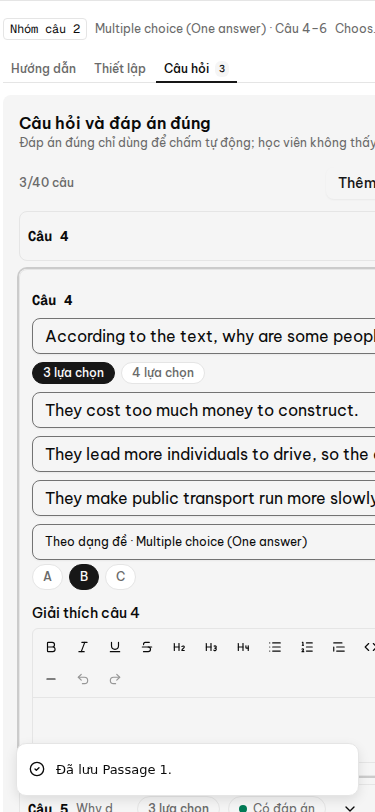 Nhóm câu 2 Multiple choice (One answer) · Câu 4–6 Choos
Hướng dẫn Thiết lập Câu hỏi 3
Câu hỏi và đáp án đúng
Đáp án đúng chỉ dùng để chấm tự động; học viên không thấy
3/40 câu Thêm
Câu 4
Câu 4
According to the text, why are some peopl
3 lựa chọn 4 lựa chọn
They cost too much money to construct.
They lead more individuals to drive, so the
They make public transport run more slowly
Theo dạng đề · Multiple choice (One answer)
A B C
Giải thích câu 4
B I U S H2 H3 H4
Đã lưu Passage 1.
Câu 5 Why d 3 lựa chọn Có đáp án